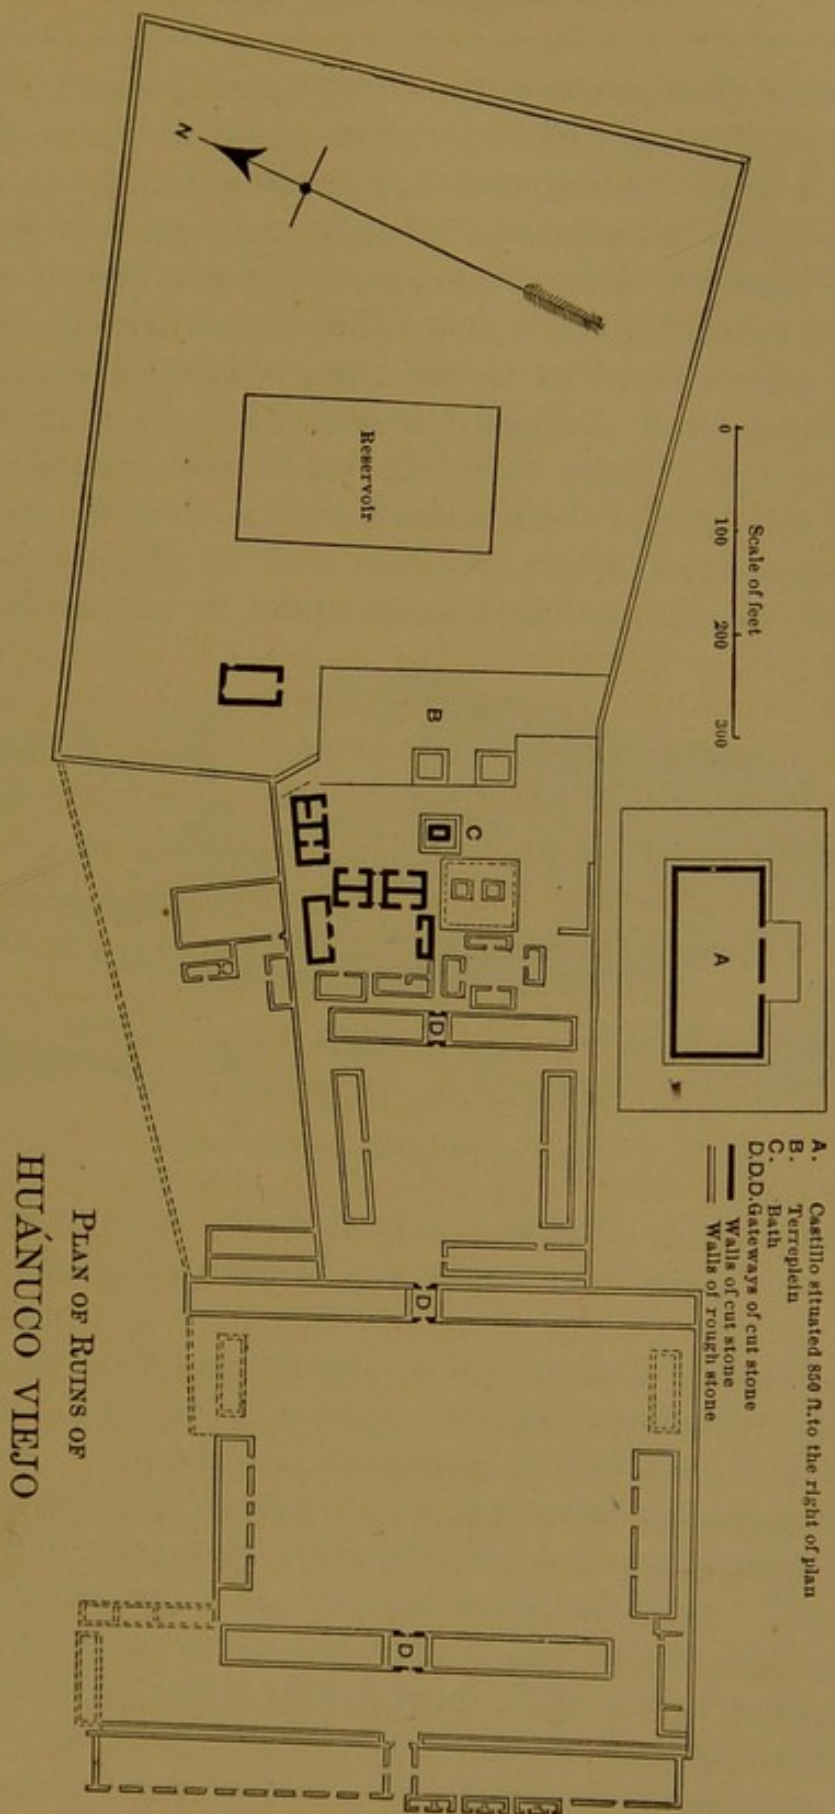 PLAN OF RUINS OF
HUÁNUCO VIEJO
N
Reservoir
Scale of feet
0 100 200 300
A
B
C
D
D
D
A. Castillo situated 850 ft. to the right of plan
B. Terreplein
C. Bath
D.D.D. Gateways of cut stone
Walls of cut stone
Walls of rough stone